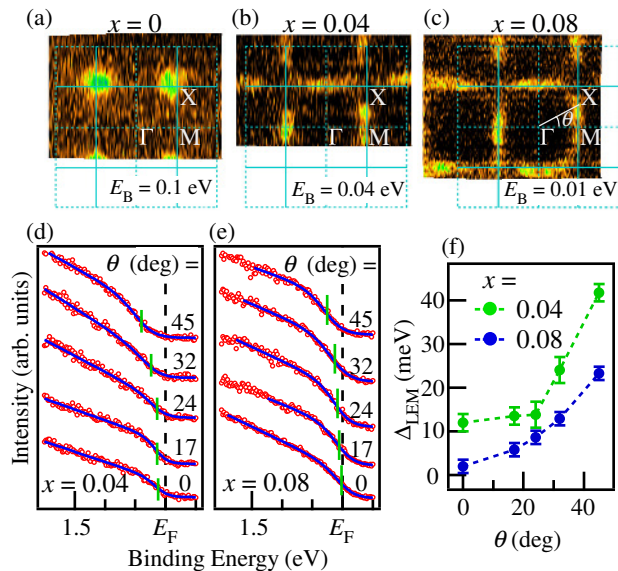 (a) x = 0 (b) x = 0.04 (c) x = 0.08
X X X
Γ M Γ M Γ θ M
E_B = 0.1 eV E_B = 0.04 eV E_B = 0.01 eV
(d) (e) (f)
θ (deg) = θ (deg) =
45 45
32 32
24 24
17 17
0 0
x = 0.04 x = 0.08
Intensity (arb. units)
1.5 E_F 1.5 E_F
Binding Energy (eV)
x =
0.04
0.08
Δ_LEM (meV)
40
30
20
10
0
0 20 40
θ (deg)